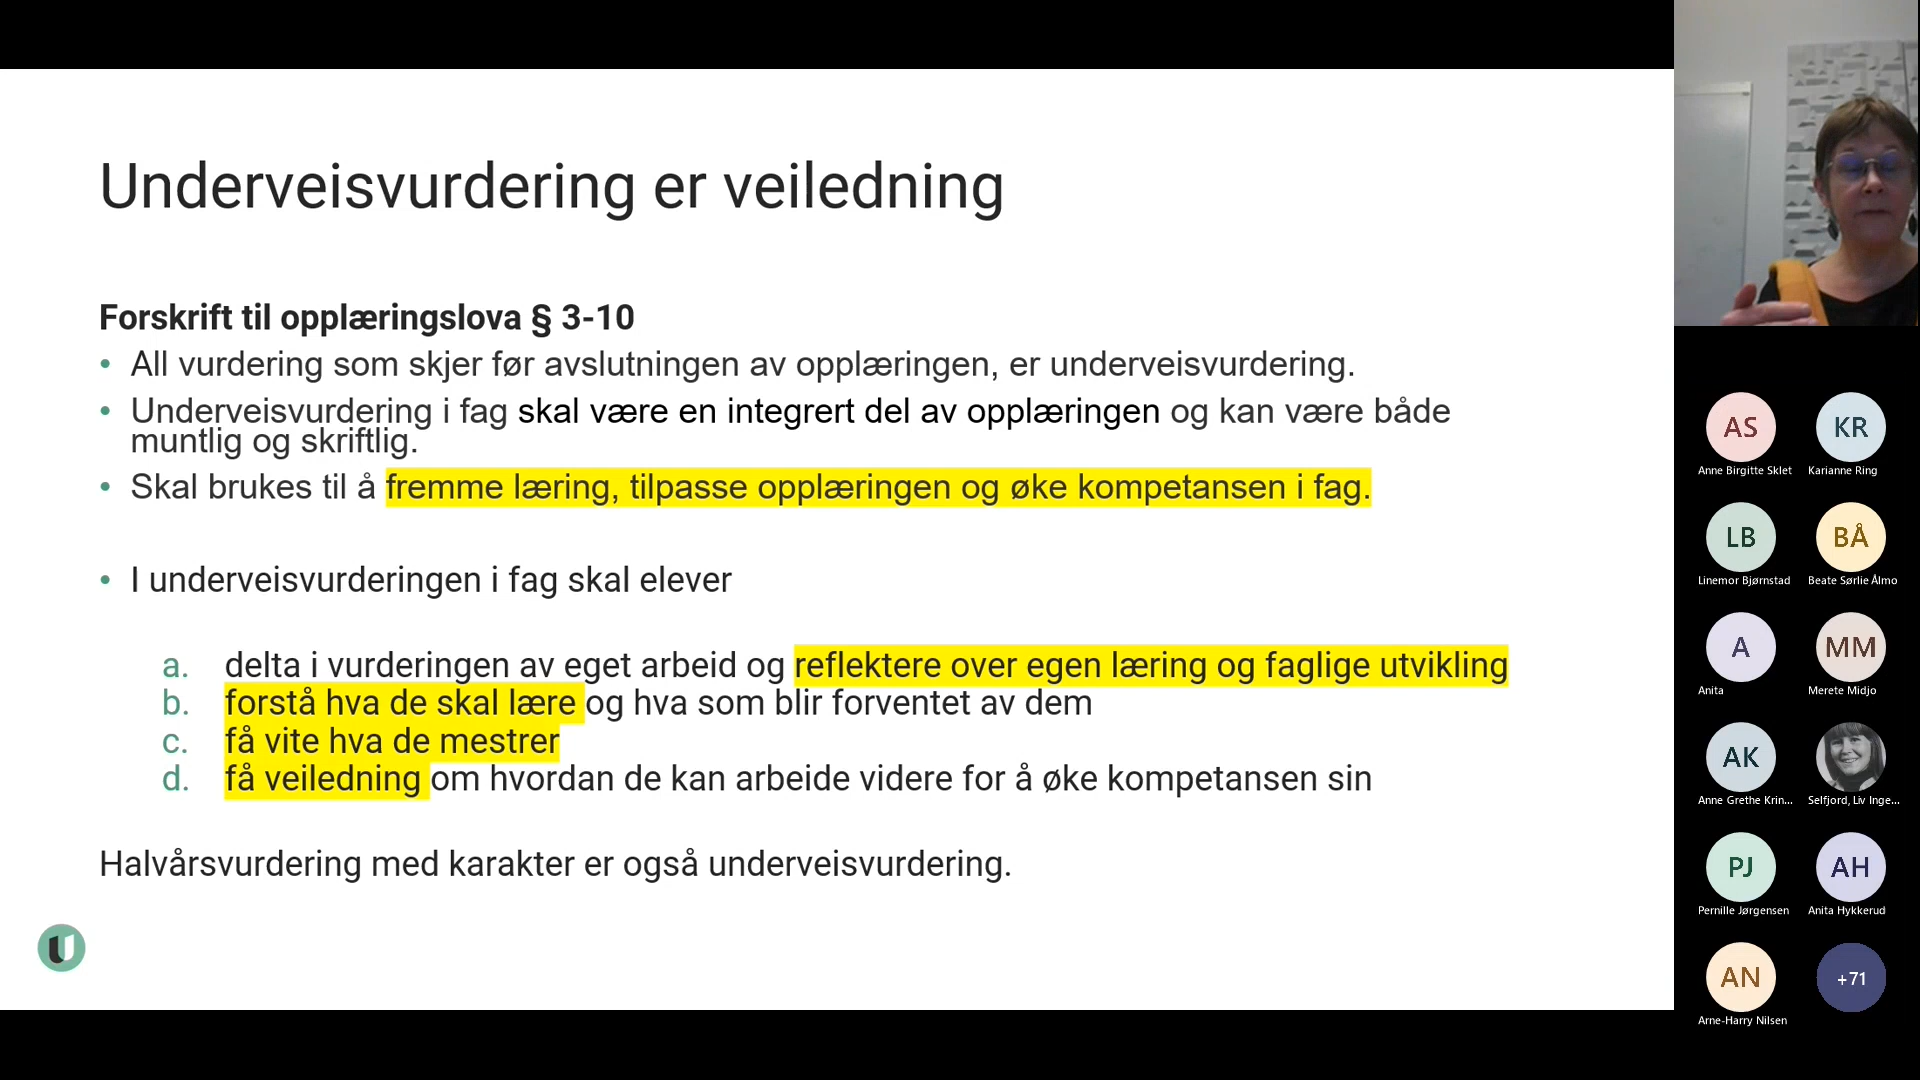 Underveisvurdering er veiledning
Forskrift til opplæringslova § 3-10
• All vurdering som skjer før avslutningen av opplæringen, er underveisvurdering.
• Underveisvurdering i fag skal være en integrert del av opplæringen og kan være både
muntlig og skriftlig.
• Skal brukes til å fremme læring, tilpasse opplæringen og øke kompetansen i fag.
• I underveisvurderingen i fag skal elever
a. delta i vurderingen av eget arbeid og reflektere over egen læring og faglige utvikling
b. forstå hva de skal lære og hva som blir forventet av dem
c. få vite hva de mestrer
d. få veiledning om hvordan de kan arbeide videre for å øke kompetansen sin
Halvårsvurdering med karakter er også underveisvurdering.
U
AS KR
Anne Birgitte Sklet Karianne Ring
LB BÅ
Linemor Bjørnstad Beate Sørlie Ålmo
A MM
Anita Merete Midjo
AK
Anne Grethe Krin... Selfjord, Liv Inge...
PJ AH
Pernille Jørgensen Anita Hykkerud
AN +71
Arne-Harry Nilsen